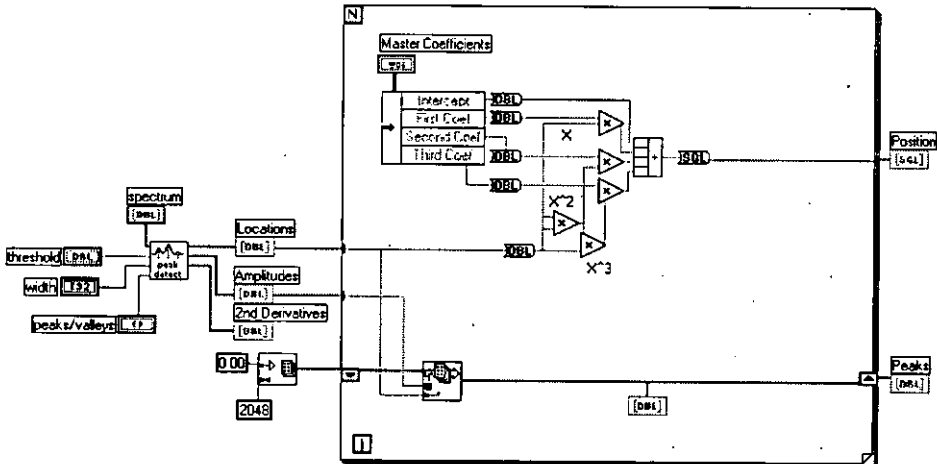 N
Master Coefficients
Intercept
First Coef
Second Coef
Third Coef
DBL
DBL
DBL
DBL
X
X^2
X^3
SGL
Position
[SGL]
spectrum
[DBL]
threshold
DBL
width
I32
peaks/valleys
peak
detect
Locations
[DBL]
Amplitudes
[DBL]
2nd Derivatives
[DBL]
DBL
0.00
2048
[DBL]
Peaks
[DBL]
i